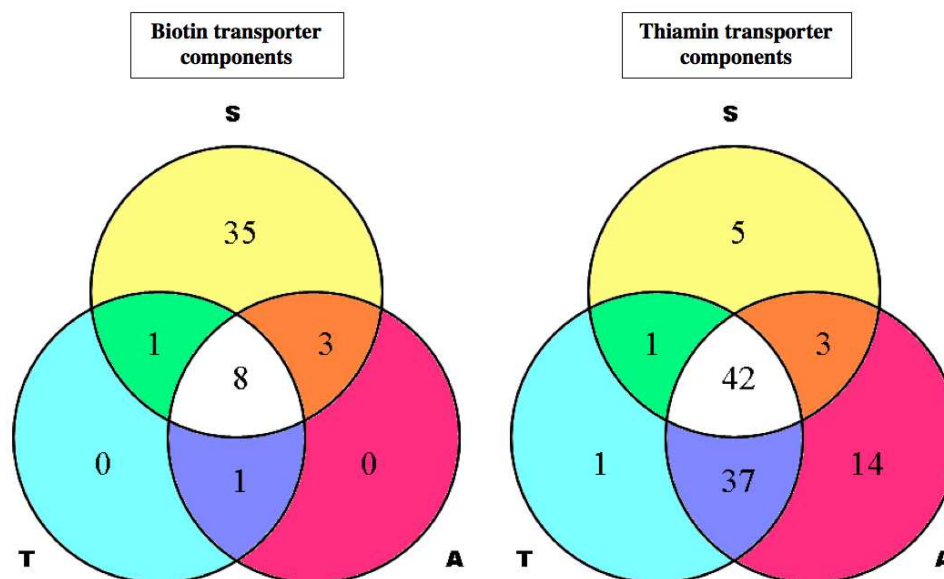 Biotin transporter
components
S
35
1
3
8
0
1
0
T
A
Thiamin transporter
components
S
5
1
3
42
1
37
14
T
A